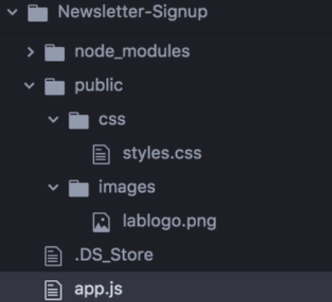 Newsletter-Signup
node_modules
public
css
styles.css
images
lablogo.png
.DS_Store
app.js